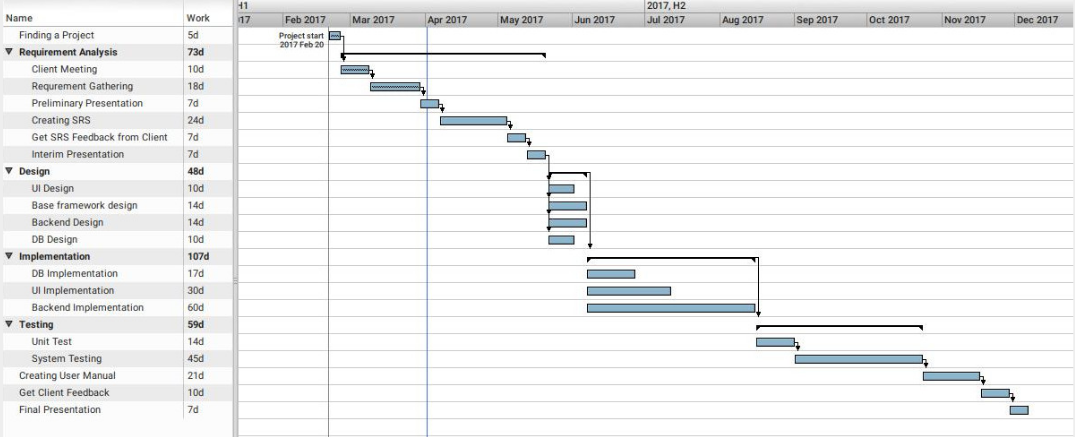 H1
2017, H2
Name
Work
'17
Feb 2017
Mar 2017
Apr 2017
May 2017
Jun 2017
Jul 2017
Aug 2017
Sep 2017
Oct 2017
Nov 2017
Dec 2017
Finding a Project 5d
Project start
2017 Feb 20
Requirement Analysis 73d
Client Meeting 10d
Requrement Gathering 18d
Preliminary Presentation 7d
Creating SRS 24d
Get SRS Feedback from Client 7d
Interim Presentation 7d
Design 48d
UI Design 10d
Base framework design 14d
Backend Design 14d
DB Design 10d
Implementation 107d
DB Implementation 17d
UI Implementation 30d
Backend Implementation 60d
Testing 59d
Unit Test 14d
System Testing 45d
Creating User Manual 21d
Get Client Feedback 10d
Final Presentation 7d